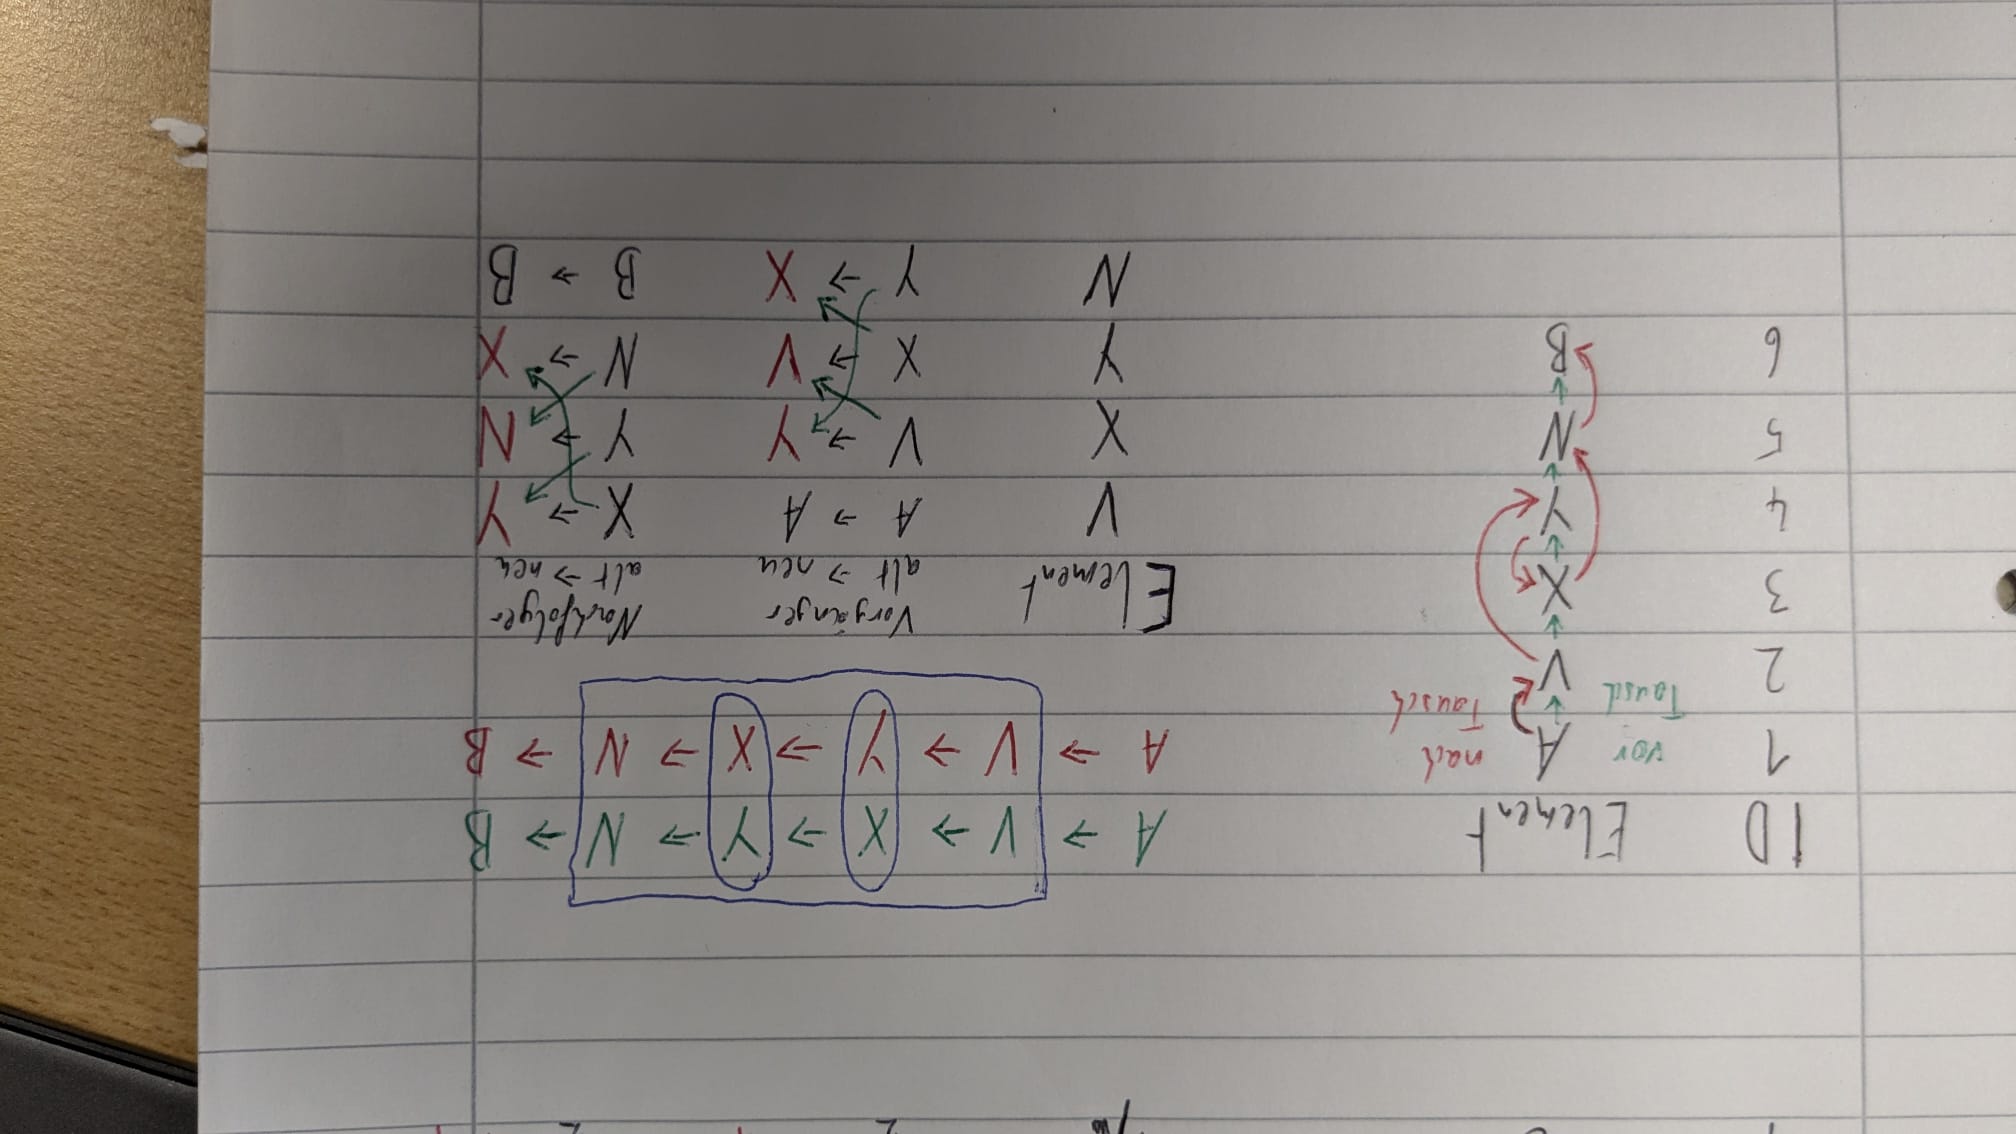 ID Element
1 vor A nach
Tausch Tausch
2 V
3 X
4 Y
5 N
6 B
A → V → X → Y → N → B
A → V → Y → X → N → B
Element Vorgänger Nachfolger
alt → neu alt → neu
V A → A X → Y
X V → Y Y → N
Y X → V N → X
N Y → X B → B